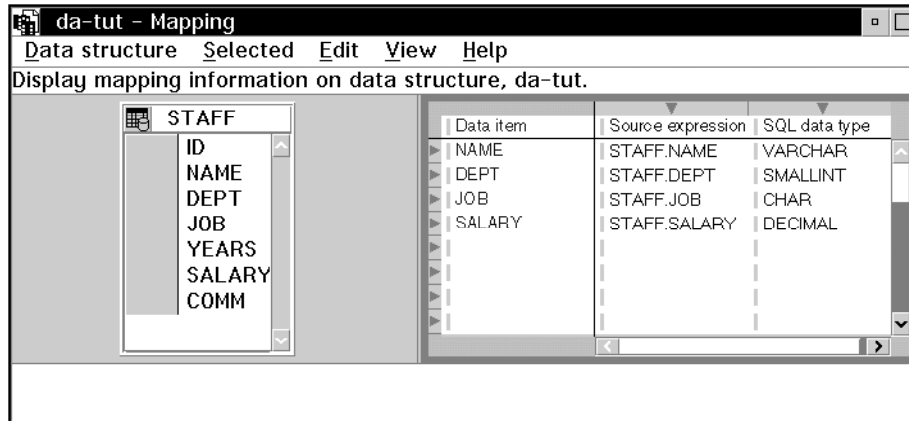 da-tut - Mapping
Data structure Selected Edit View Help
Display mapping information on data structure, da-tut.
STAFF
ID
NAME
DEPT
JOB
YEARS
SALARY
COMM
Data item Source expression SQL data type
NAME STAFF.NAME VARCHAR
DEPT STAFF.DEPT SMALLINT
JOB STAFF.JOB CHAR
SALARY STAFF.SALARY DECIMAL